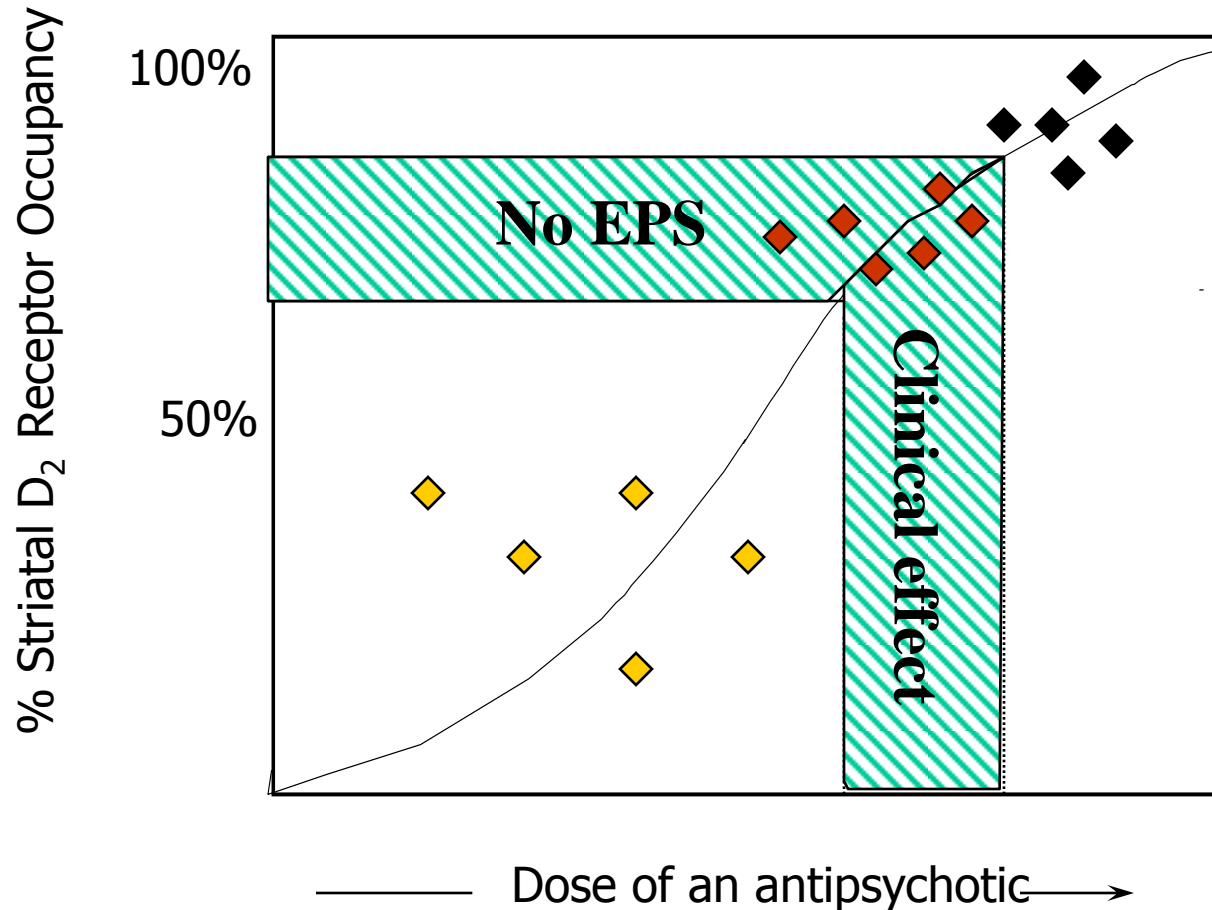 % Striatal D₂ Receptor Occupancy
100%
No EPS
50%
Clinical effect
Dose of an antipsychotic